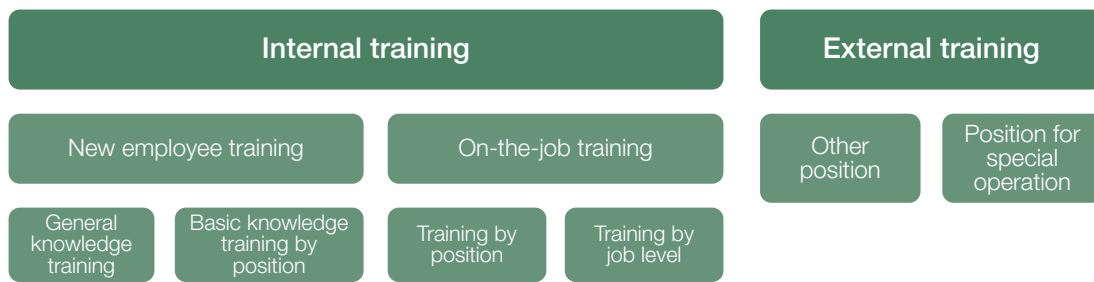 Internal training
External training
New employee training
On-the-job training
Other
position
Position for
special
operation
General
knowledge
training
Basic knowledge
training by
position
Training by
position
Training by
job level